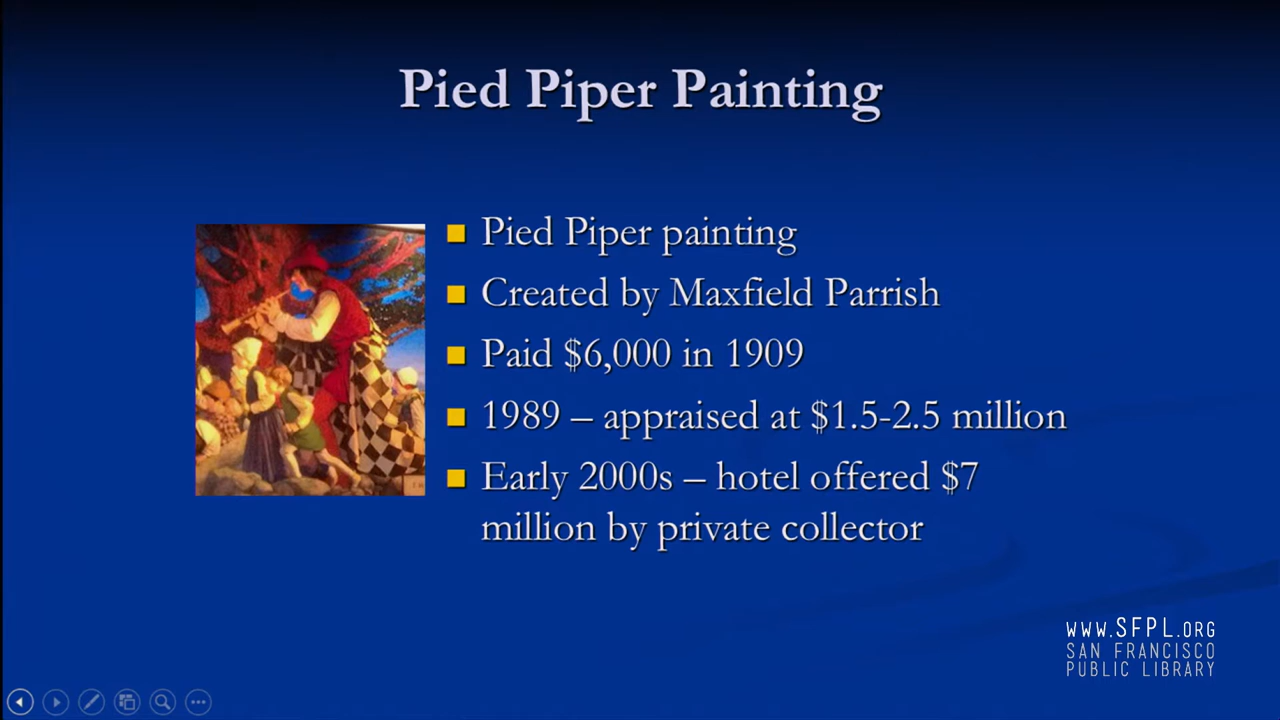 Pied Piper Painting
Pied Piper painting
Created by Maxfield Parrish
Paid $6,000 in 1909
1989 – appraised at $1.5-2.5 million
Early 2000s – hotel offered $7
million by private collector
www.SFPL.ORG
SAN FRANCISCO
PUBLIC LIBRARY